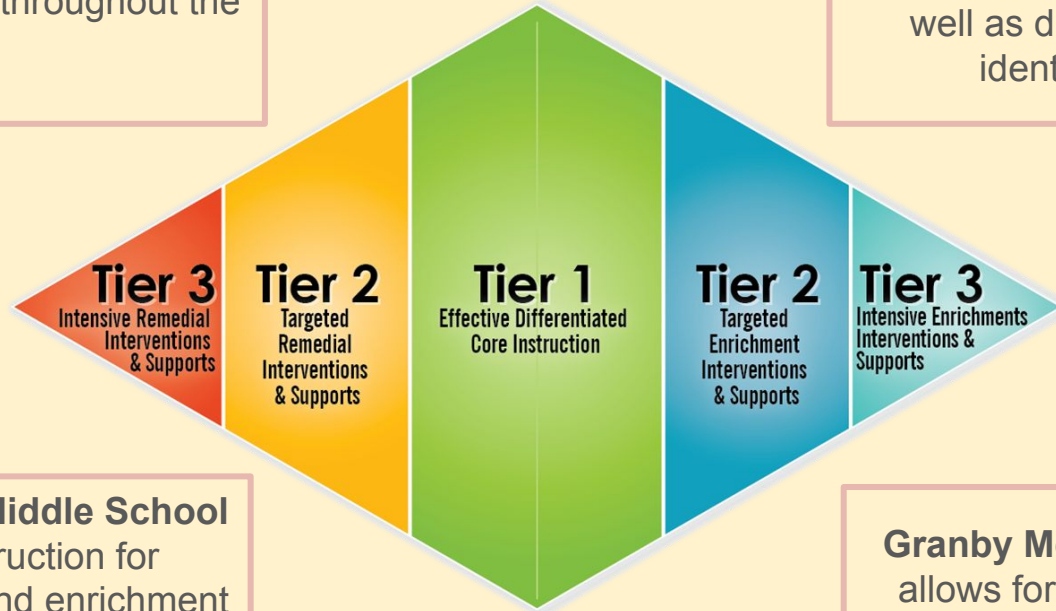 throughout the
well as d
ident
Tier 3
Intensive Remedial
Interventions
& Supports
Tier 2
Targeted
Remedial
Interventions
& Supports
Tier 1
Effective Differentiated
Core Instruction
Tier 2
Targeted
Enrichment
Interventions
& Supports
Tier 3
Intensive Enrichments
Interventions &
Supports
iddle School
ruction for
nd enrichment
Granby M
allows for